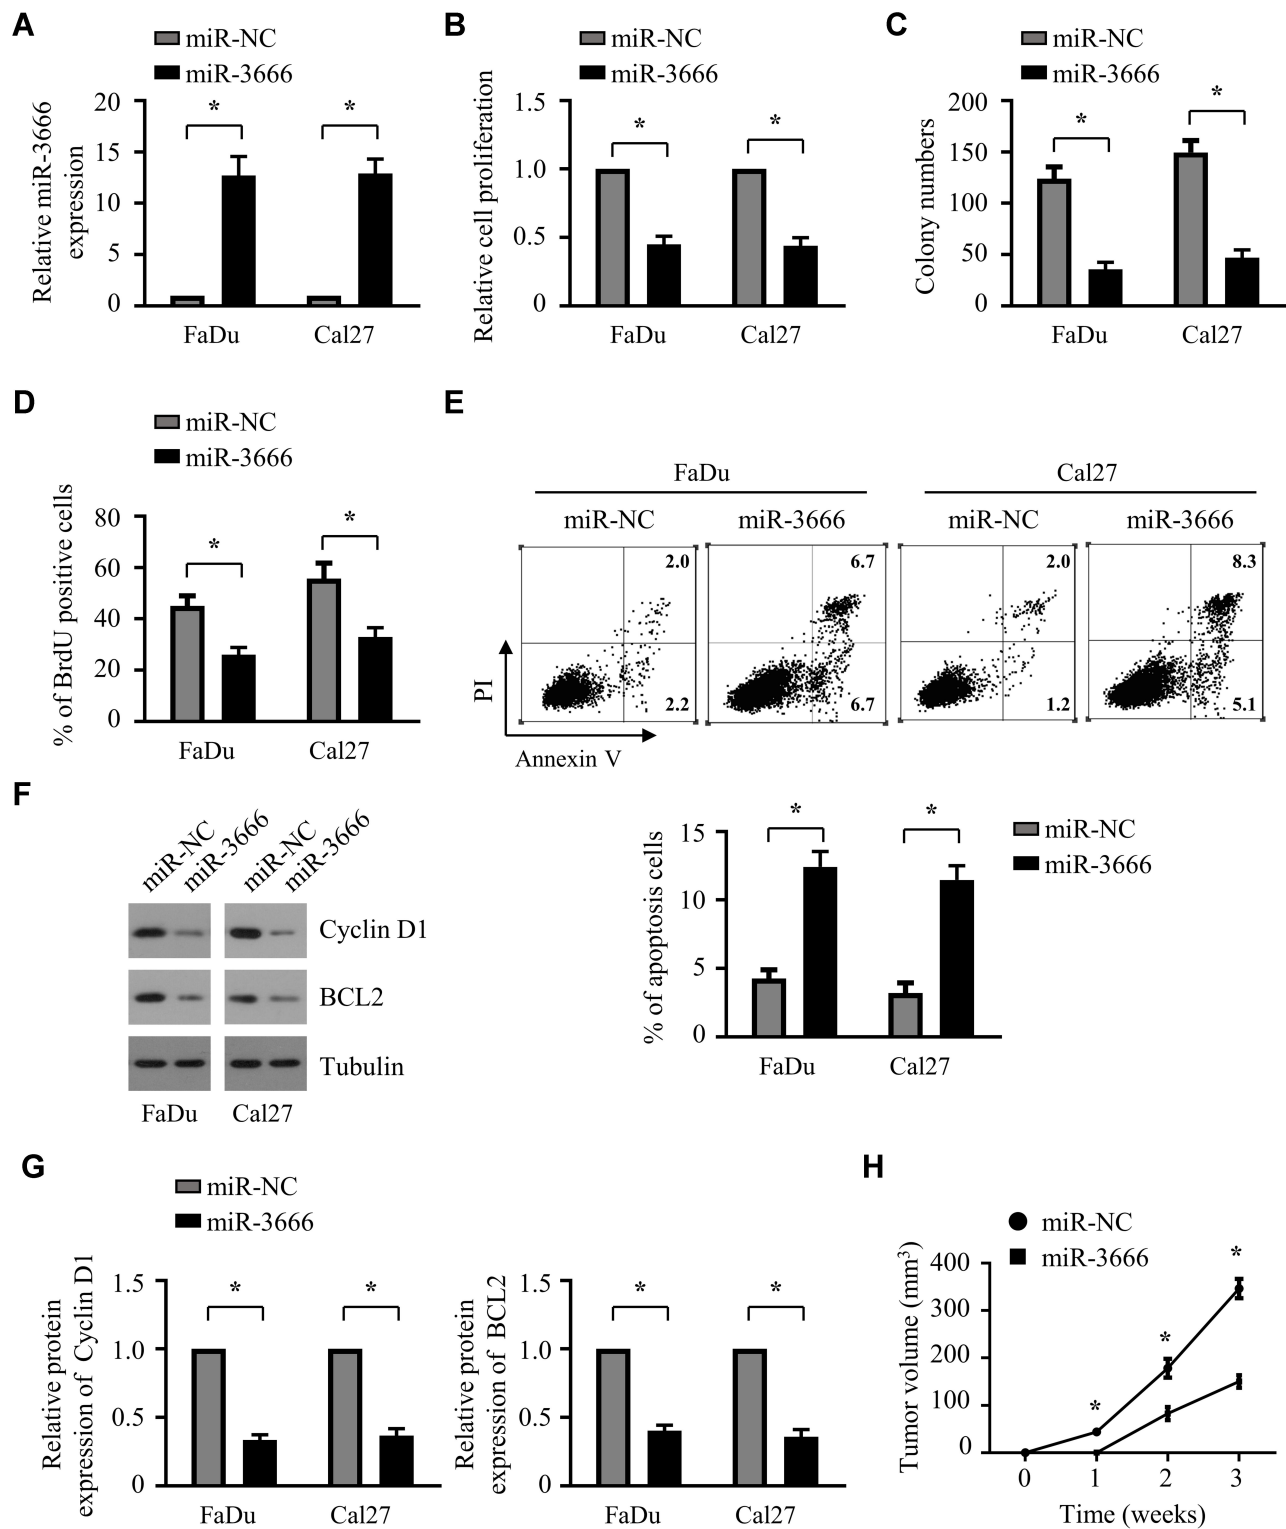 A
miR-NC
miR-3666
Relative miR-3666
expression
20
15
10
5
0
*
*
FaDu
Cal27
B
miR-NC
miR-3666
Relative cell proliferation
1.5
1.0
0.5
0
*
*
FaDu
Cal27
C
miR-NC
miR-3666
Colony numbers
200
150
100
50
0
*
*
FaDu
Cal27
D
miR-NC
miR-3666
% of BrdU positive cells
80
60
40
20
0
*
*
FaDu
Cal27
E
FaDu
Cal27
miR-NC
miR-3666
miR-NC
miR-3666
2.0
6.7
2.0
8.3
2.2
6.7
1.2
5.1
PI
Annexin V
miR-NC
miR-3666
% of apoptosis cells
15
10
5
0
*
*
FaDu
Cal27
F
miR-NC
miR-3666
miR-NC
miR-3666
Cyclin D1
BCL2
Tubulin
FaDu
Cal27
G
miR-NC
miR-3666
Relative protein
expression of Cyclin D1
1.5
1.0
0.5
0
*
*
FaDu
Cal27
Relative protein
expression of BCL2
1.5
1.0
0.5
0
*
*
FaDu
Cal27
H
miR-NC
miR-3666
Tumor volume (mm³)
400
300
200
100
0
*
*
*
0
1
2
3
Time (weeks)